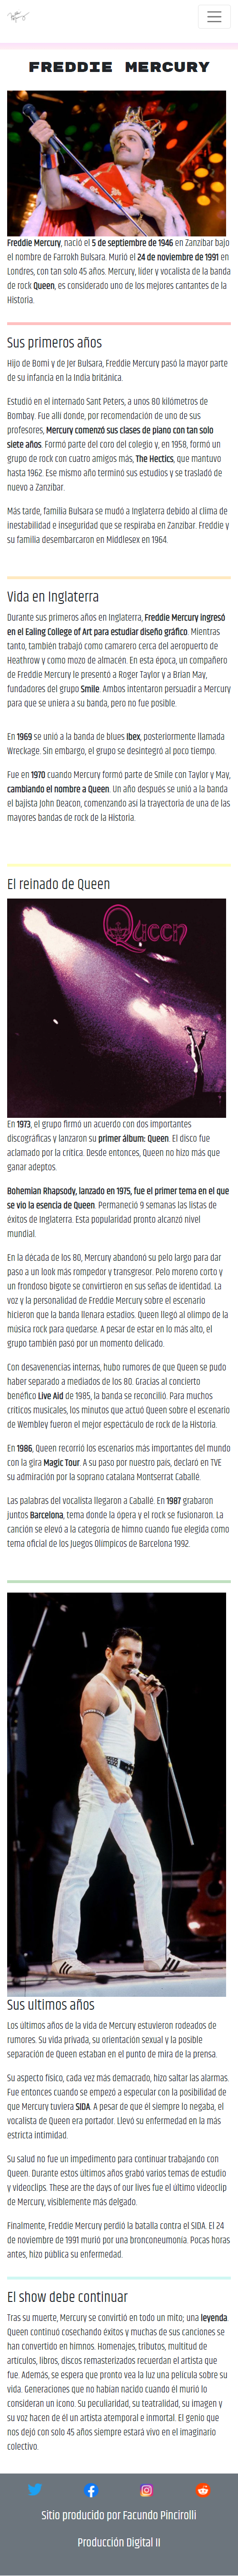 FREDDIE MERCURY
Freddie Mercury, nació el 5 de septiembre de 1946 en Zanzíbar bajo
el nombre de Farrokh Bulsara. Murió el 24 de noviembre de 1991 en
Londres, con tan solo 45 años. Mercury, líder y vocalista de la banda
de rock Queen, es considerado uno de los mejores cantantes de la
Historia.
Sus primeros años
Hijo de Bomi y de Jer Bulsara, Freddie Mercury pasó la mayor parte
de su infancia en la India británica.
Estudió en el internado Sant Peters, a unos 80 kilómetros de
Bombay. Fue allí donde, por recomendación de uno de sus
profesores, Mercury comenzó sus clases de piano con tan solo
siete años. Formó parte del coro del colegio y, en 1958, formó un
grupo de rock con cuatro amigos más, The Hectics, que mantuvo
hasta 1962. Ese mismo año terminó sus estudios y se trasladó de
nuevo a Zanzíbar.
Más tarde, familia Bulsara se mudó a Inglaterra debido al clima de
inestabilidad e inseguridad que se respiraba en Zanzíbar. Freddie y
su familia desembarcaron en Middlesex en 1964.
Vida en Inglaterra
Durante sus primeros años en Inglaterra, Freddie Mercury ingresó
en el Ealing College of Art para estudiar diseño gráfico. Mientras
tanto, también trabajó como camarero cerca del aeropuerto de
Heathrow y como mozo de almacén. En esta época, un compañero
de Freddie Mercury le presentó a Roger Taylor y a Brian May,
fundadores del grupo Smile. Ambos intentaron persuadir a Mercury
para que se uniera a su banda, pero no fue posible.
En 1969 se unió a la banda de blues Ibex, posteriormente llamada
Wreckage. Sin embargo, el grupo se desintegró al poco tiempo.
Fue en 1970 cuando Mercury formó parte de Smile con Taylor y May,
cambiando el nombre a Queen. Un año después se unió a la banda
el bajista John Deacon, comenzando así la trayectoria de una de las
mayores bandas de rock de la Historia.
El reinado de Queen
Queen
En 1973, el grupo firmó un acuerdo con dos importantes
discográficas y lanzaron su primer álbum: Queen. El disco fue
aclamado por la crítica. Desde entonces, Queen no hizo más que
ganar adeptos.
Bohemian Rhapsody, lanzado en 1975, fue el primer tema en el que
se vio la esencia de Queen. Permaneció 9 semanas las listas de
éxitos de Inglaterra. Esta popularidad pronto alcanzó nivel
mundial.
En la década de los 80, Mercury abandonó su pelo largo para dar
paso a un look más rompedor y transgresor. Pelo moreno corto y
un frondoso bigote se convirtieron en sus señas de identidad. La
voz y la personalidad de Freddie Mercury sobre el escenario
hicieron que la banda llenara estadios. Queen llegó al olimpo de la
música rock para quedarse. A pesar de estar en lo más alto, el
grupo también pasó por un momento delicado.
Con desavenencias internas, hubo rumores de que Queen se pudo
haber separado a mediados de los 80. Gracias al concierto
benéfico Live Aid de 1985, la banda se reconcilió. Para muchos
críticos musicales, los minutos que actuó Queen sobre el escenario
de Wembley fueron el mejor espectáculo de rock de la Historia.
En 1986, Queen recorrió los escenarios más importantes del mundo
con la gira Magic Tour. A su paso por nuestro país, declaró en TVE
su admiración por la soprano catalana Montserrat Caballé.
Las palabras del vocalista llegaron a Caballé. En 1987 grabaron
juntos Barcelona, tema donde la ópera y el rock se fusionaron. La
canción se elevó a la categoría de himno cuando fue elegida como
tema oficial de los Juegos Olímpicos de Barcelona 1992.
Sus ultimos años
Los últimos años de la vida de Mercury estuvieron rodeados de
rumores. Su vida privada, su orientación sexual y la posible
separación de Queen estaban en el punto de mira de la prensa.
Su aspecto físico, cada vez más demacrado, hizo saltar las alarmas.
Fue entonces cuando se empezó a especular con la posibilidad de
que Mercury tuviera SIDA. A pesar de que él siempre lo negaba, el
vocalista de Queen era portador. Llevó su enfermedad en la más
estricta intimidad.
Su salud no fue un impedimento para continuar trabajando con
Queen. Durante estos últimos años grabó varios temas de estudio
y videoclips. These are the days of our lives fue el último videoclip
de Mercury, visiblemente más delgado.
Finalmente, Freddie Mercury perdió la batalla contra el SIDA. El 24
de noviembre de 1991 murió por una bronconeumonía. Pocas horas
antes, hizo pública su enfermedad.
El show debe continuar
Tras su muerte, Mercury se convirtió en todo un mito; una leyenda.
Queen continuó cosechando éxitos y muchas de sus canciones se
han convertido en himnos. Homenajes, tributos, multitud de
artículos, libros, discos remasterizados recuerdan el artista que
fue. Además, se espera que pronto vea la luz una película sobre su
vida. Generaciones que no habían nacido cuando él murió lo
consideran un icono. Su peculiaridad, su teatralidad, su imagen y
su voz hacen de él un artista atemporal e inmortal. El genio que
nos dejó con solo 45 años siempre estará vivo en el imaginario
colectivo.
Sitio producido por Facundo Pincirolli
Producción Digital II